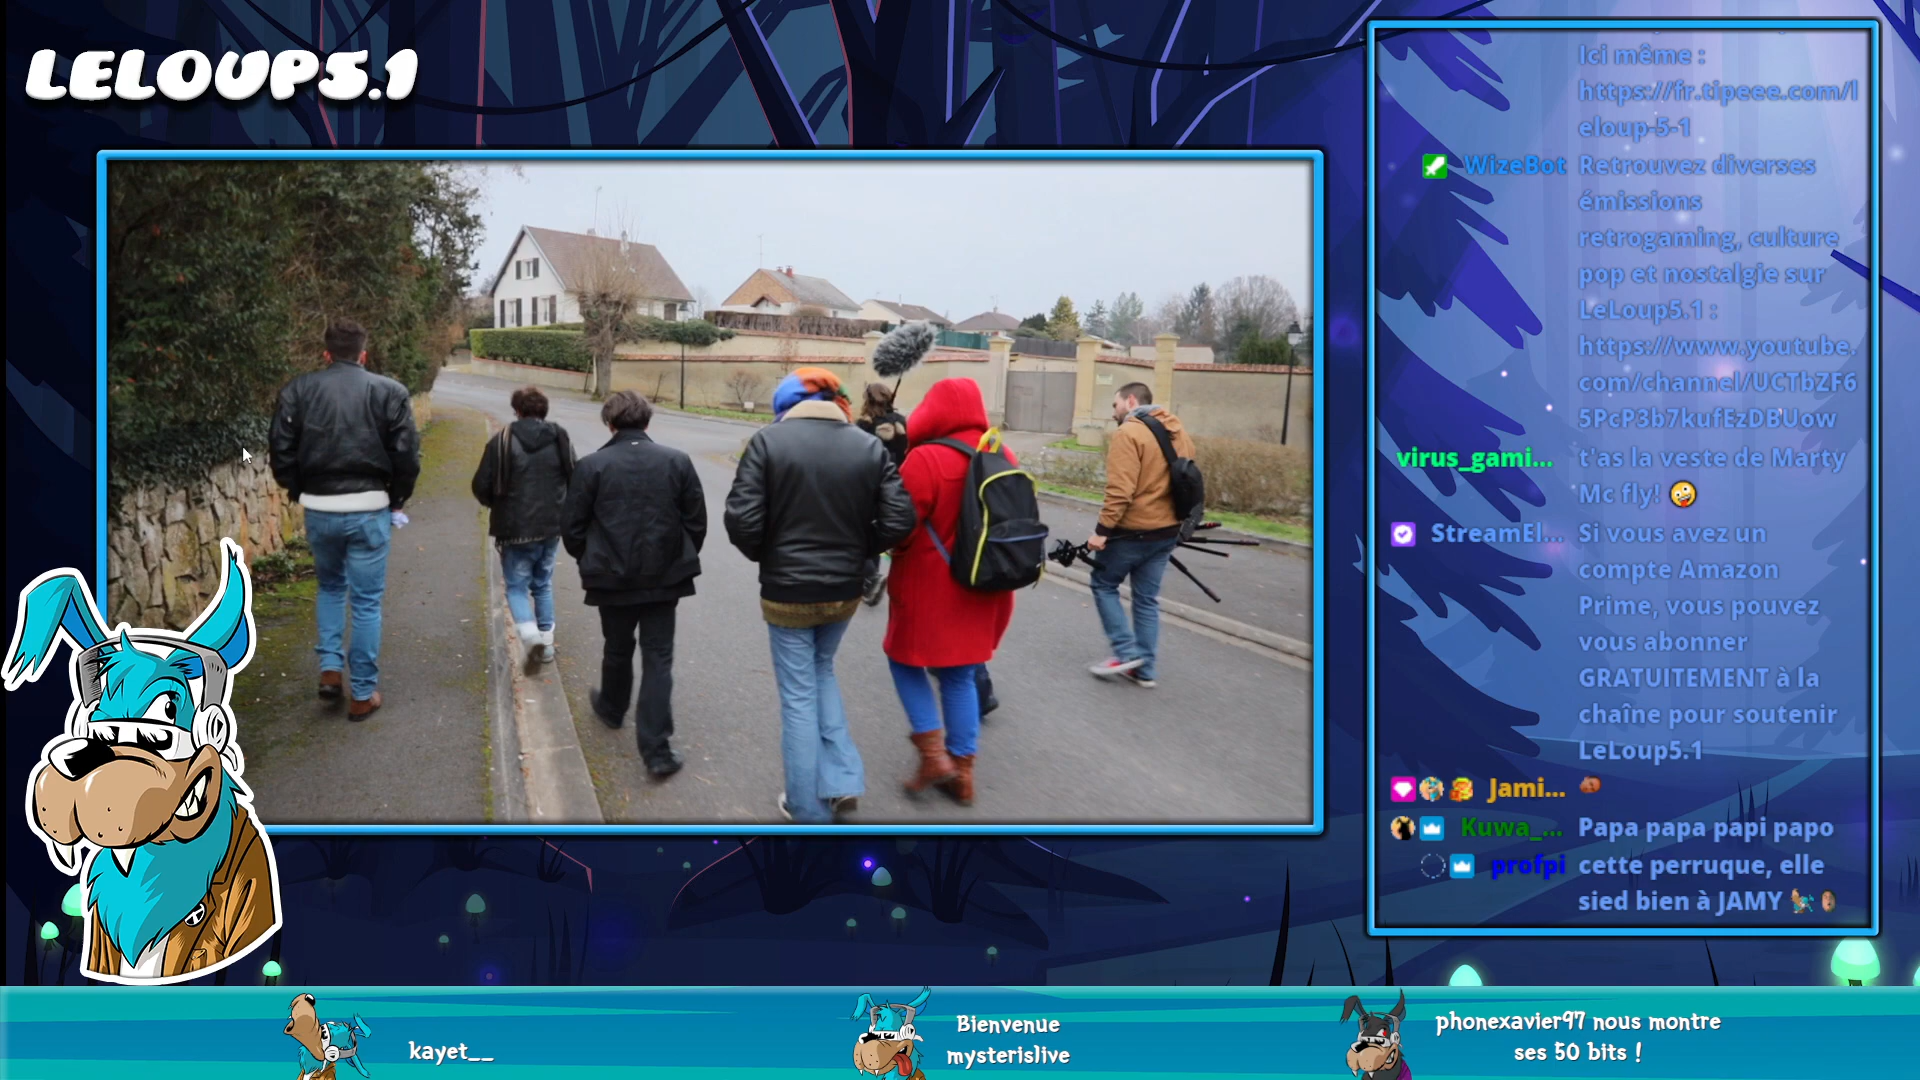 LELOUP5.1
Ici même :
https://fr.tipeee.com/l
eloup-5-1
WizeBot Retrouvez diverses
émissions
retrogaming, culture
pop et nostalgie sur
LeLoup5.1 :
https://www.youtube.
com/channel/UCTbZF6
5PcP3b7kufEzDBUow
virus_gami... t'as la veste de Marty
Mc fly! 🤪
StreamEl... Si vous avez un
compte Amazon
Prime, vous pouvez
vous abonner
GRATUITEMENT à la
chaîne pour soutenir
LeLoup5.1
Jami...
Kuwa_... Papa papa papi papo
profpi cette perruque, elle
sied bien à JAMY
kayet__
Bienvenue
mysterislive
phonexavier97 nous montre
ses 50 bits !